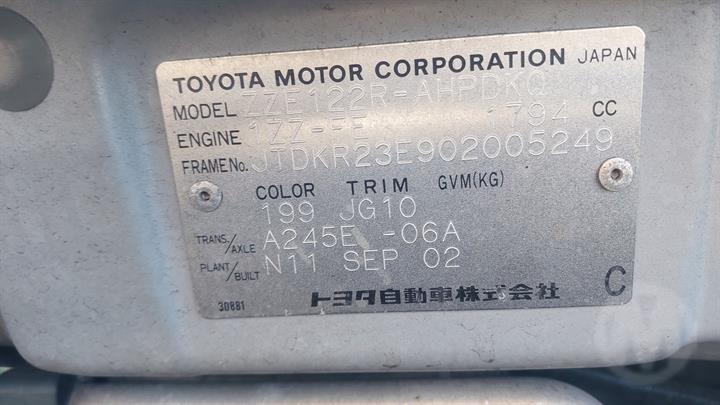 TOYOTA MOTOR CORPORATION JAPAN
MODEL ZZE122R-AHPDKQ
ENGINE 1ZZ-FE 1794 CC
FRAME No. JTDKR23E902005249
COLOR TRIM GVM(KG)
199 JG10
TRANS./AXLE A245E -06A
PLANT/BUILT N11 SEP 02
30881 トヨタ自動車株式会社 C